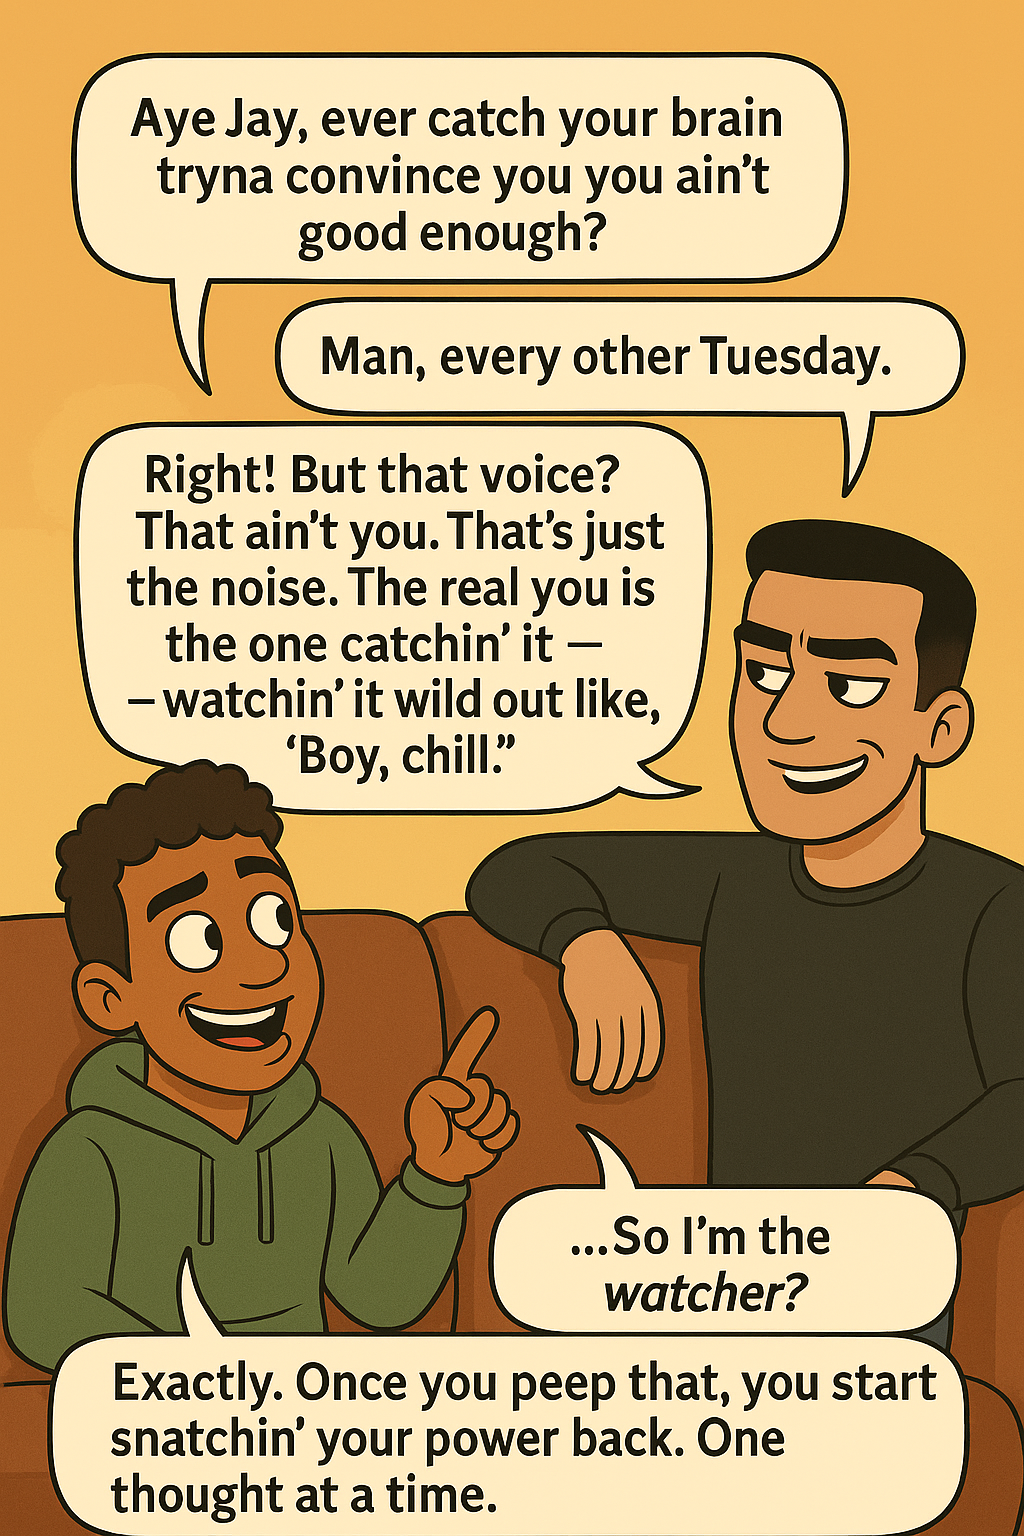 Aye Jay, ever catch your brain
tryna convince you you ain't
good enough?
Man, every other Tuesday.
Right! But that voice?
That ain't you. That's just
the noise. The real you is
the one catchin' it —
– watchin' it wild out like,
‘Boy, chill.”
...So I'm the
watcher?
Exactly. Once you peep that, you start
snatchin' your power back. One
thought at a time.